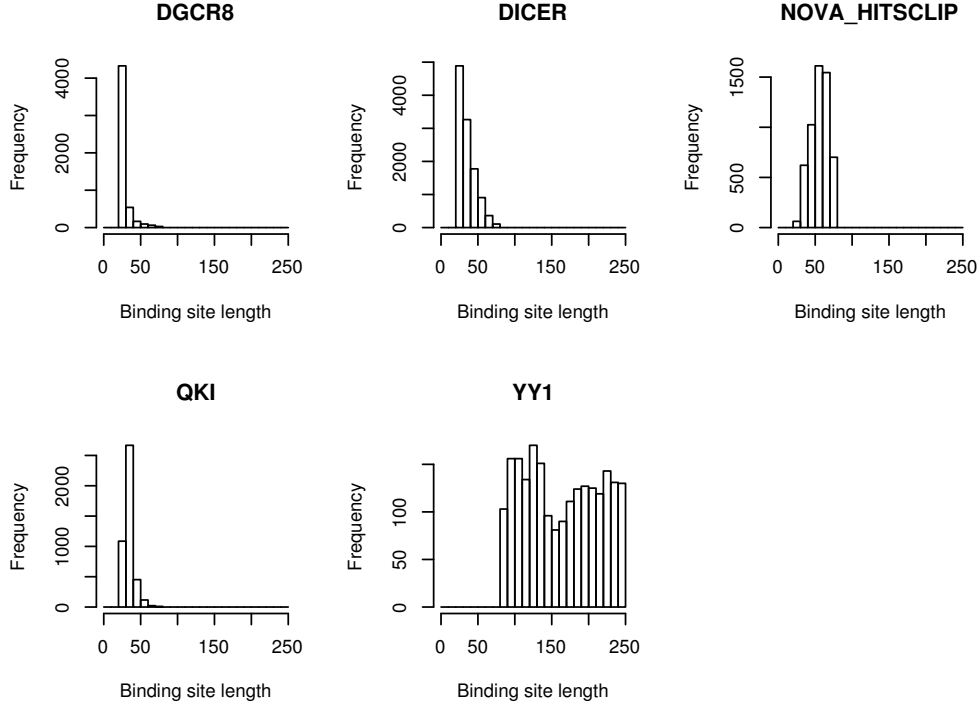 DGCR8
DICER
NOVA_HITSCLIP
Frequency
0
2000
4000
0
50
150
250
Binding site length
Frequency
0
2000
4000
0
50
150
250
Binding site length
Frequency
0
500
1500
0
50
150
250
Binding site length
QKI
YY1
Frequency
0
1000
2000
0
50
150
250
Binding site length
Frequency
0
50
100
0
50
150
250
Binding site length